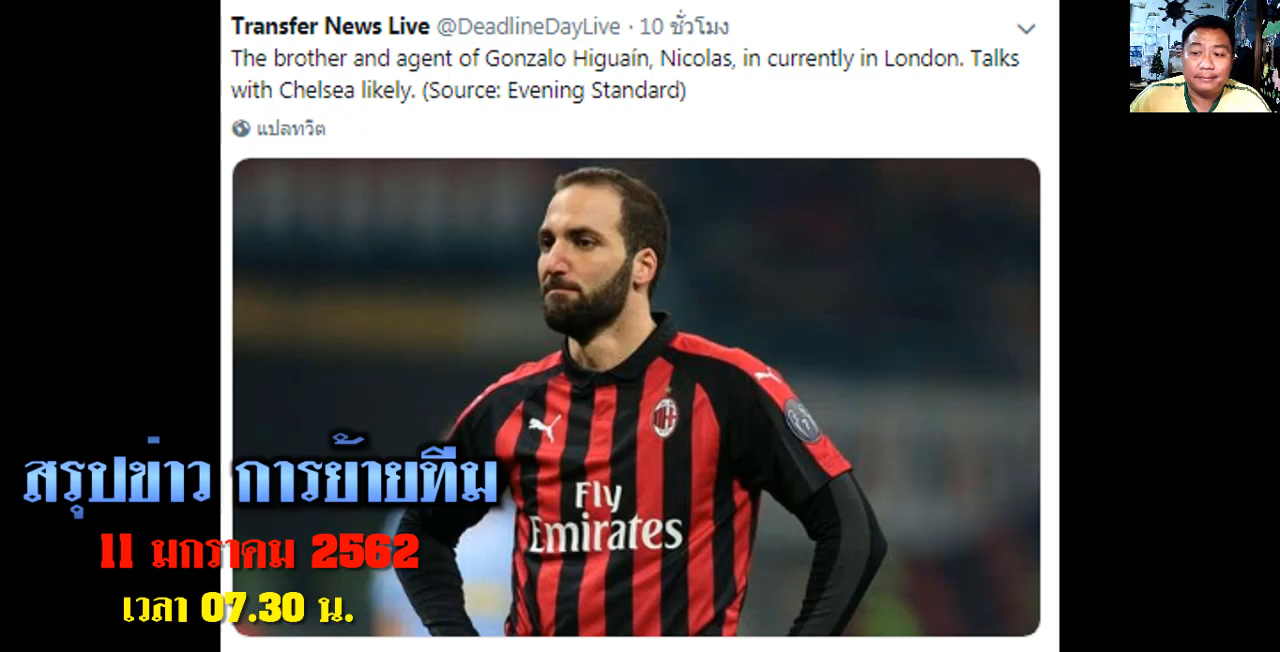 Transfer News Live @DeadlineDayLive · 10 ชั่วโมง
The brother and agent of Gonzalo Higuaín, Nicolas, in currently in London. Talks
with Chelsea likely. (Source: Evening Standard)
แปลทวีต
Fly
Emirates
สรุปข่าว การย้ายทีม
11 มกราคม 2562
เวลา 07.30 น.